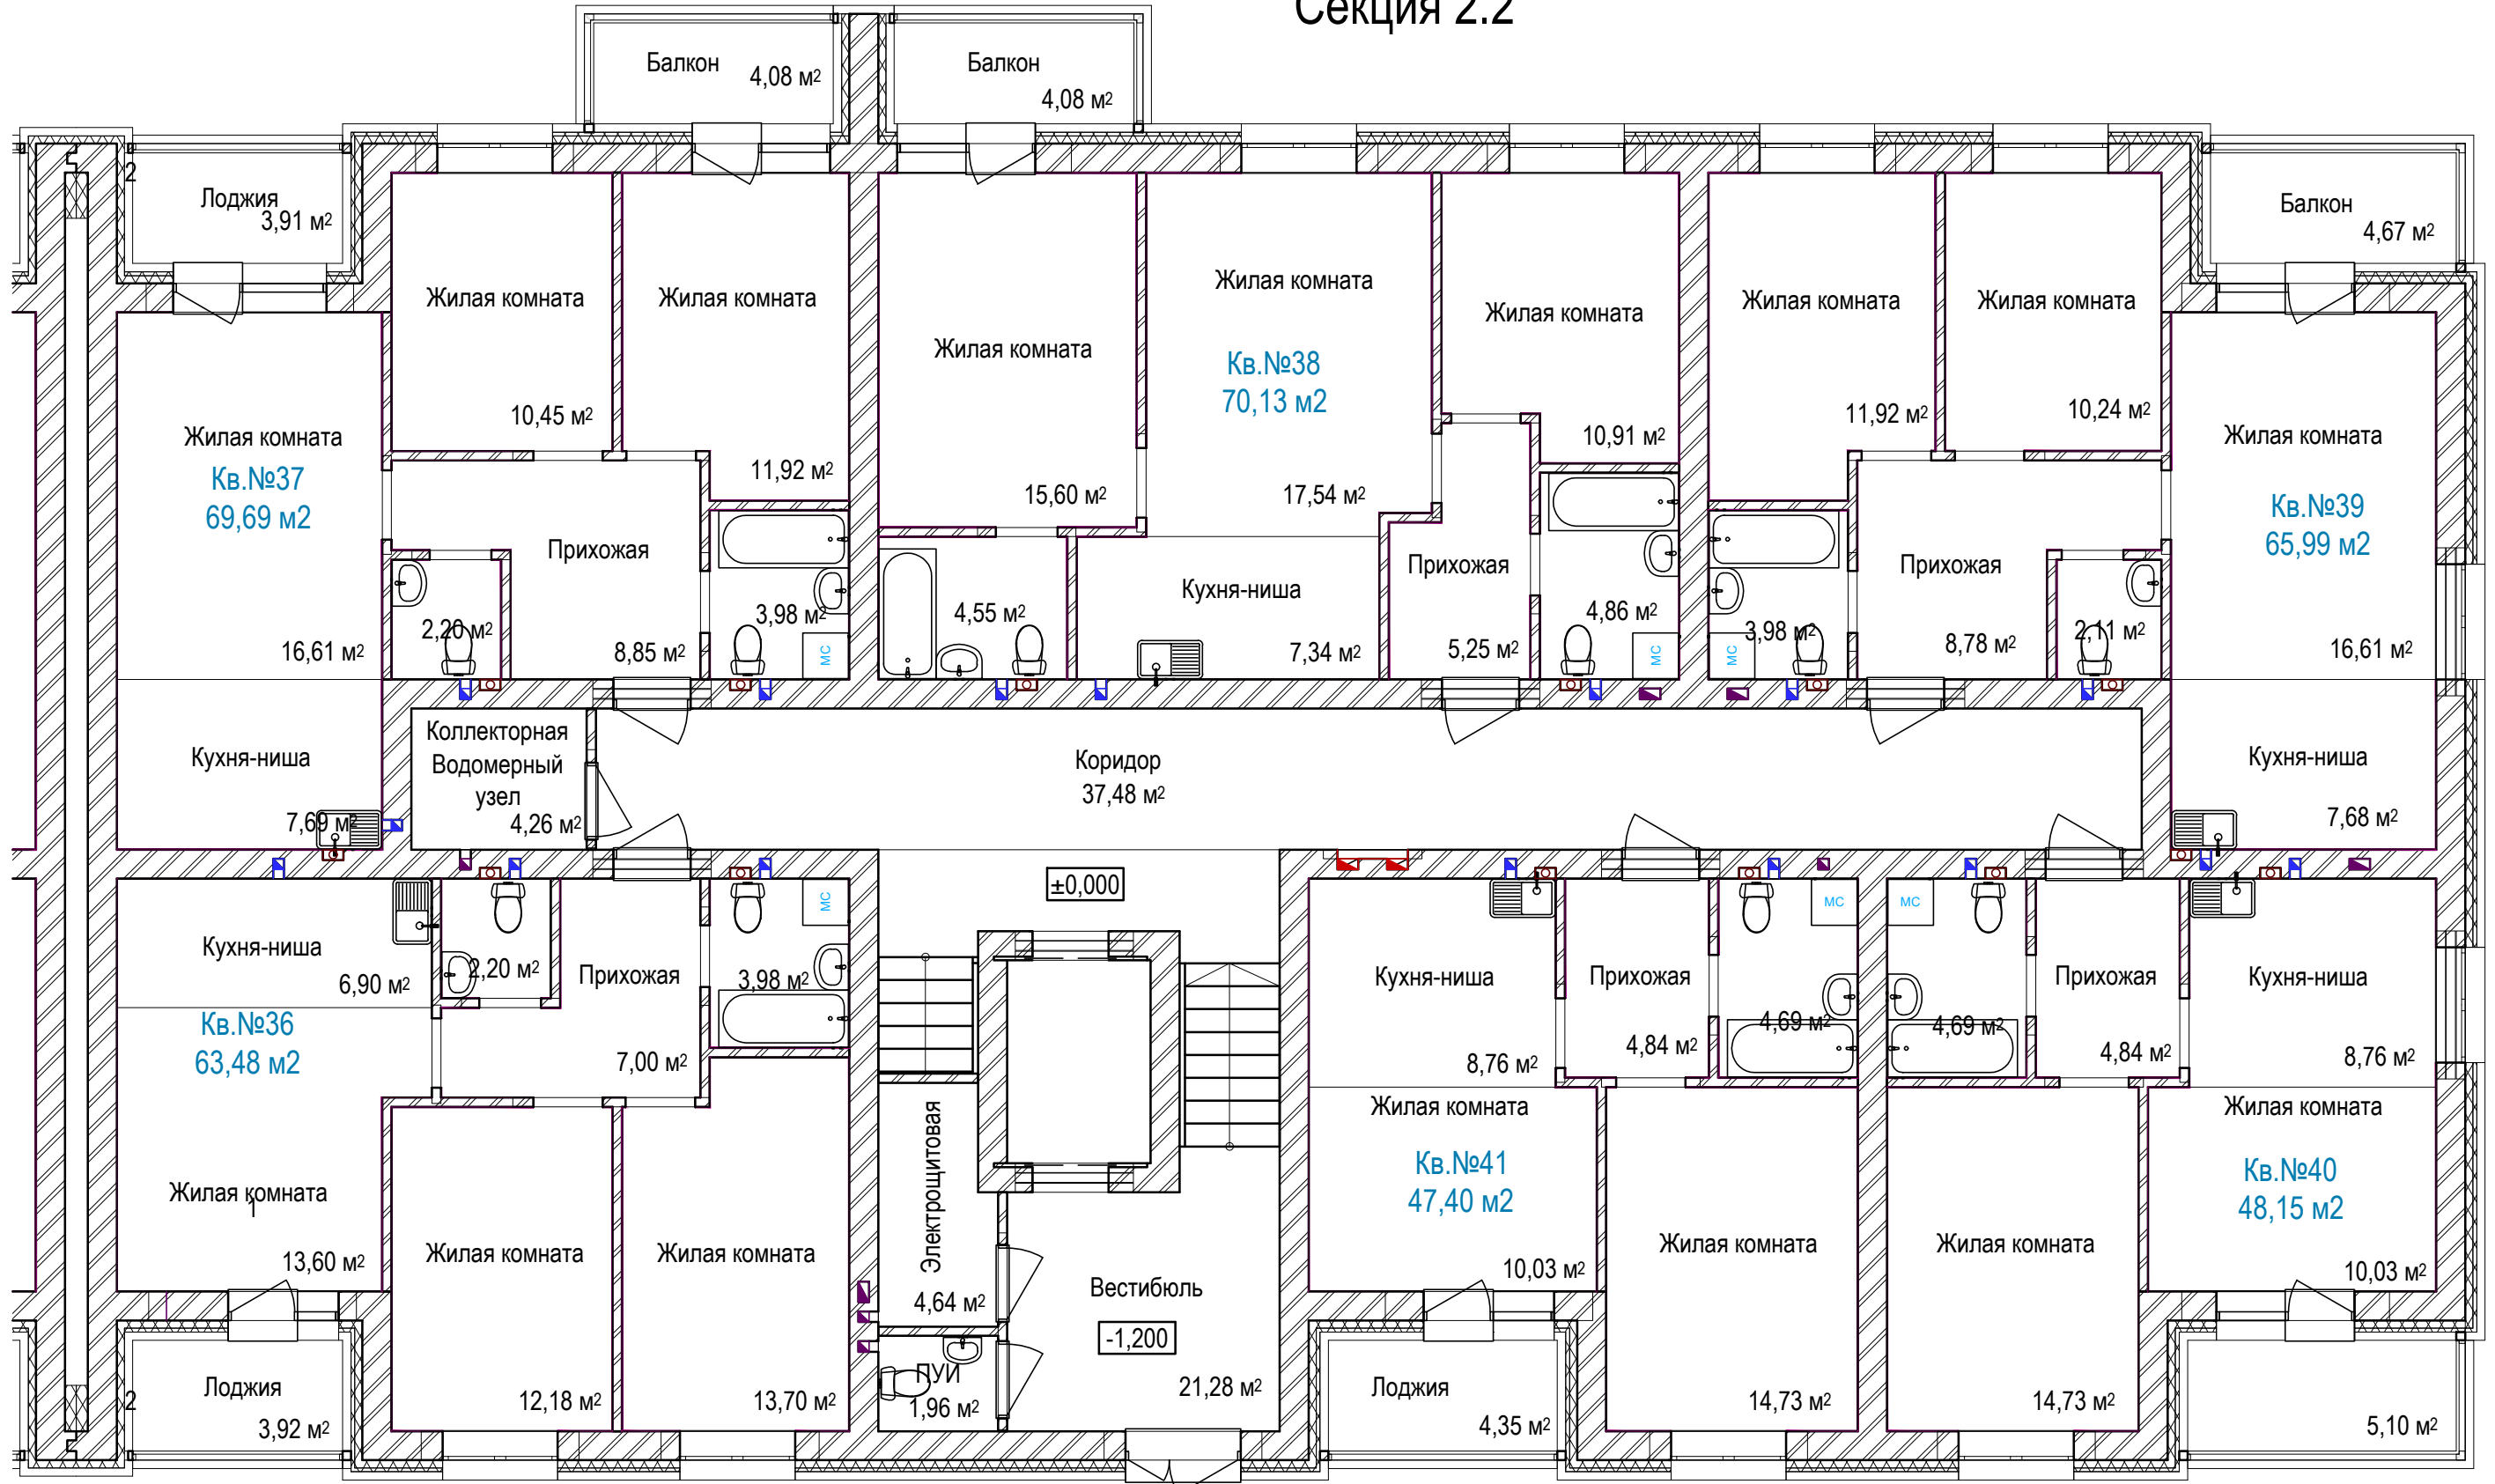 Секция 2.2
Балкон
4,08 м2
Балкон
4,08 м2
2
Лоджия
3,91 м2
Балкон
4,67 м2
Жилая комната
10,45 м2
Жилая комната
11,92 м2
Жилая комната
15,60 м2
Жилая комната
Кв.№38
70,13 м2
17,54 м2
Жилая комната
10,91 м2
Жилая комната
11,92 м2
Жилая комната
10,24 м2
Жилая комната
Кв.№37
69,69 м2
16,61 м2
Жилая комната
Кв.№39
65,99 м2
16,61 м2
2,20 м2
Прихожая
8,85 м2
3,98 м2
МС
4,55 м2
Кухня-ниша
7,34 м2
Прихожая
5,25 м2
4,86 м2
МС
3,98 м2
МС
Прихожая
8,78 м2
2,11 м2
Кухня-ниша
7,69 м2
Коллекторная
Водомерный
узел
4,26 м2
Коридор
37,48 м2
Кухня-ниша
7,68 м2
±0,000
Кухня-ниша
6,90 м2
2,20 м2
Прихожая
7,00 м2
3,98 м2
МС
Кв.№36
63,48 м2
Жилая комната
1
13,60 м2
Жилая комната
12,18 м2
Жилая комната
13,70 м2
Электрощитовая
4,64 м2
ПУИ
1,96 м2
Вестибюль
-1,200
21,28 м2
Кухня-ниша
8,76 м2
Прихожая
4,84 м2
МС
4,69 м2
МС
4,69 м2
Прихожая
4,84 м2
Кухня-ниша
8,76 м2
Жилая комната
Кв.№41
47,40 м2
10,03 м2
Жилая комната
14,73 м2
Жилая комната
14,73 м2
Жилая комната
Кв.№40
48,15 м2
10,03 м2
2
Лоджия
3,92 м2
Лоджия
4,35 м2
5,10 м2